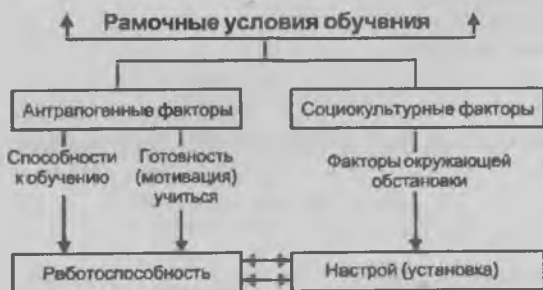 Рамочные условия обучения
Антрапогенные факторы
Социокультурные факторы
Способности
к обучению
Готовность
(мотивация)
учиться
Факторы окружающей
обстановки
Работоспособность
Настрой (установка)